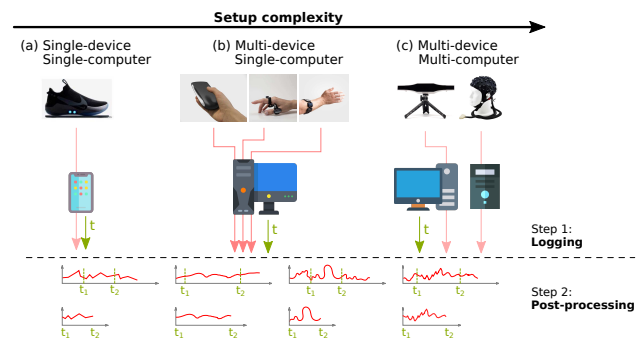 Setup complexity
(a) Single-device
Single-computer
(b) Multi-device
Single-computer
(c) Multi-device
Multi-computer
t
t
t
Step 1:
Logging
t₁ t₂
t₁ t₂
t₁ t₂
t₁ t₂
Step 2:
Post-processing
t₁ t₂
t₁ t₂
t₁ t₂
t₁ t₂